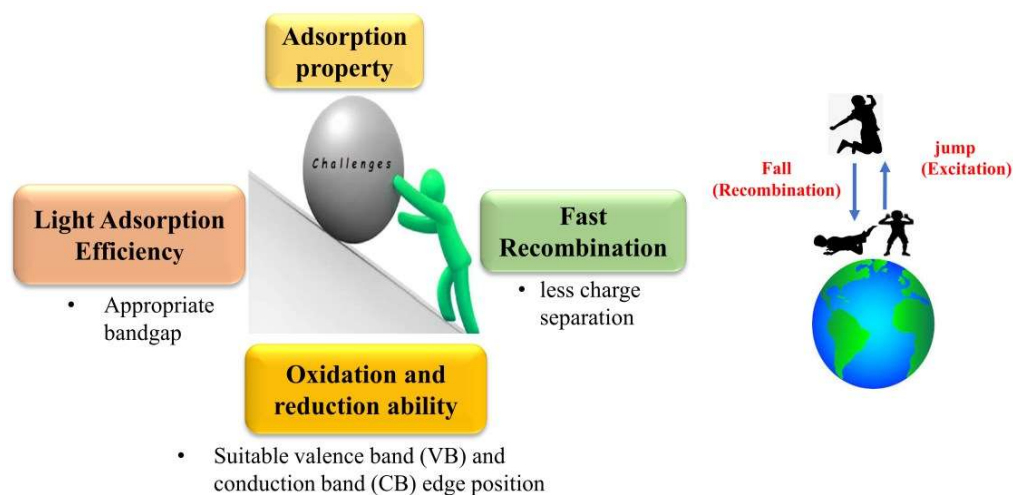 Adsorption
property
Challenges
Light Adsorption
Efficiency
• Appropriate
bandgap
Fast
Recombination
• less charge
separation
Oxidation and
reduction ability
• Suitable valence band (VB) and
conduction band (CB) edge position
Fall
(Recombination)
jump
(Excitation)